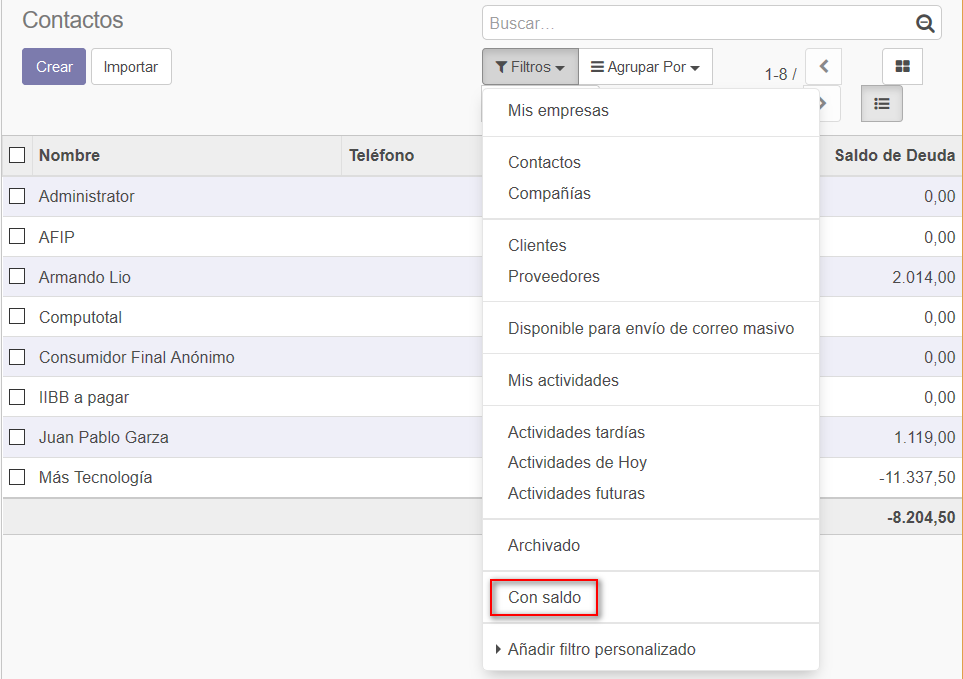 Contactos
Buscar...
Crear
Importar
Filtros
Agrupar Por
1-8 /
Mis empresas
Contactos
Compañías
Clientes
Proveedores
Disponible para envío de correo masivo
Mis actividades
Actividades tardías
Actividades de Hoy
Actividades futuras
Archivado
Con saldo
Añadir filtro personalizado
Nombre Teléfono Saldo de Deuda
Administrator 0,00
AFIP 0,00
Armando Lio 2.014,00
Computotal 0,00
Consumidor Final Anónimo 0,00
IIBB a pagar 0,00
Juan Pablo Garza 1.119,00
Más Tecnología -11.337,50
-8.204,50